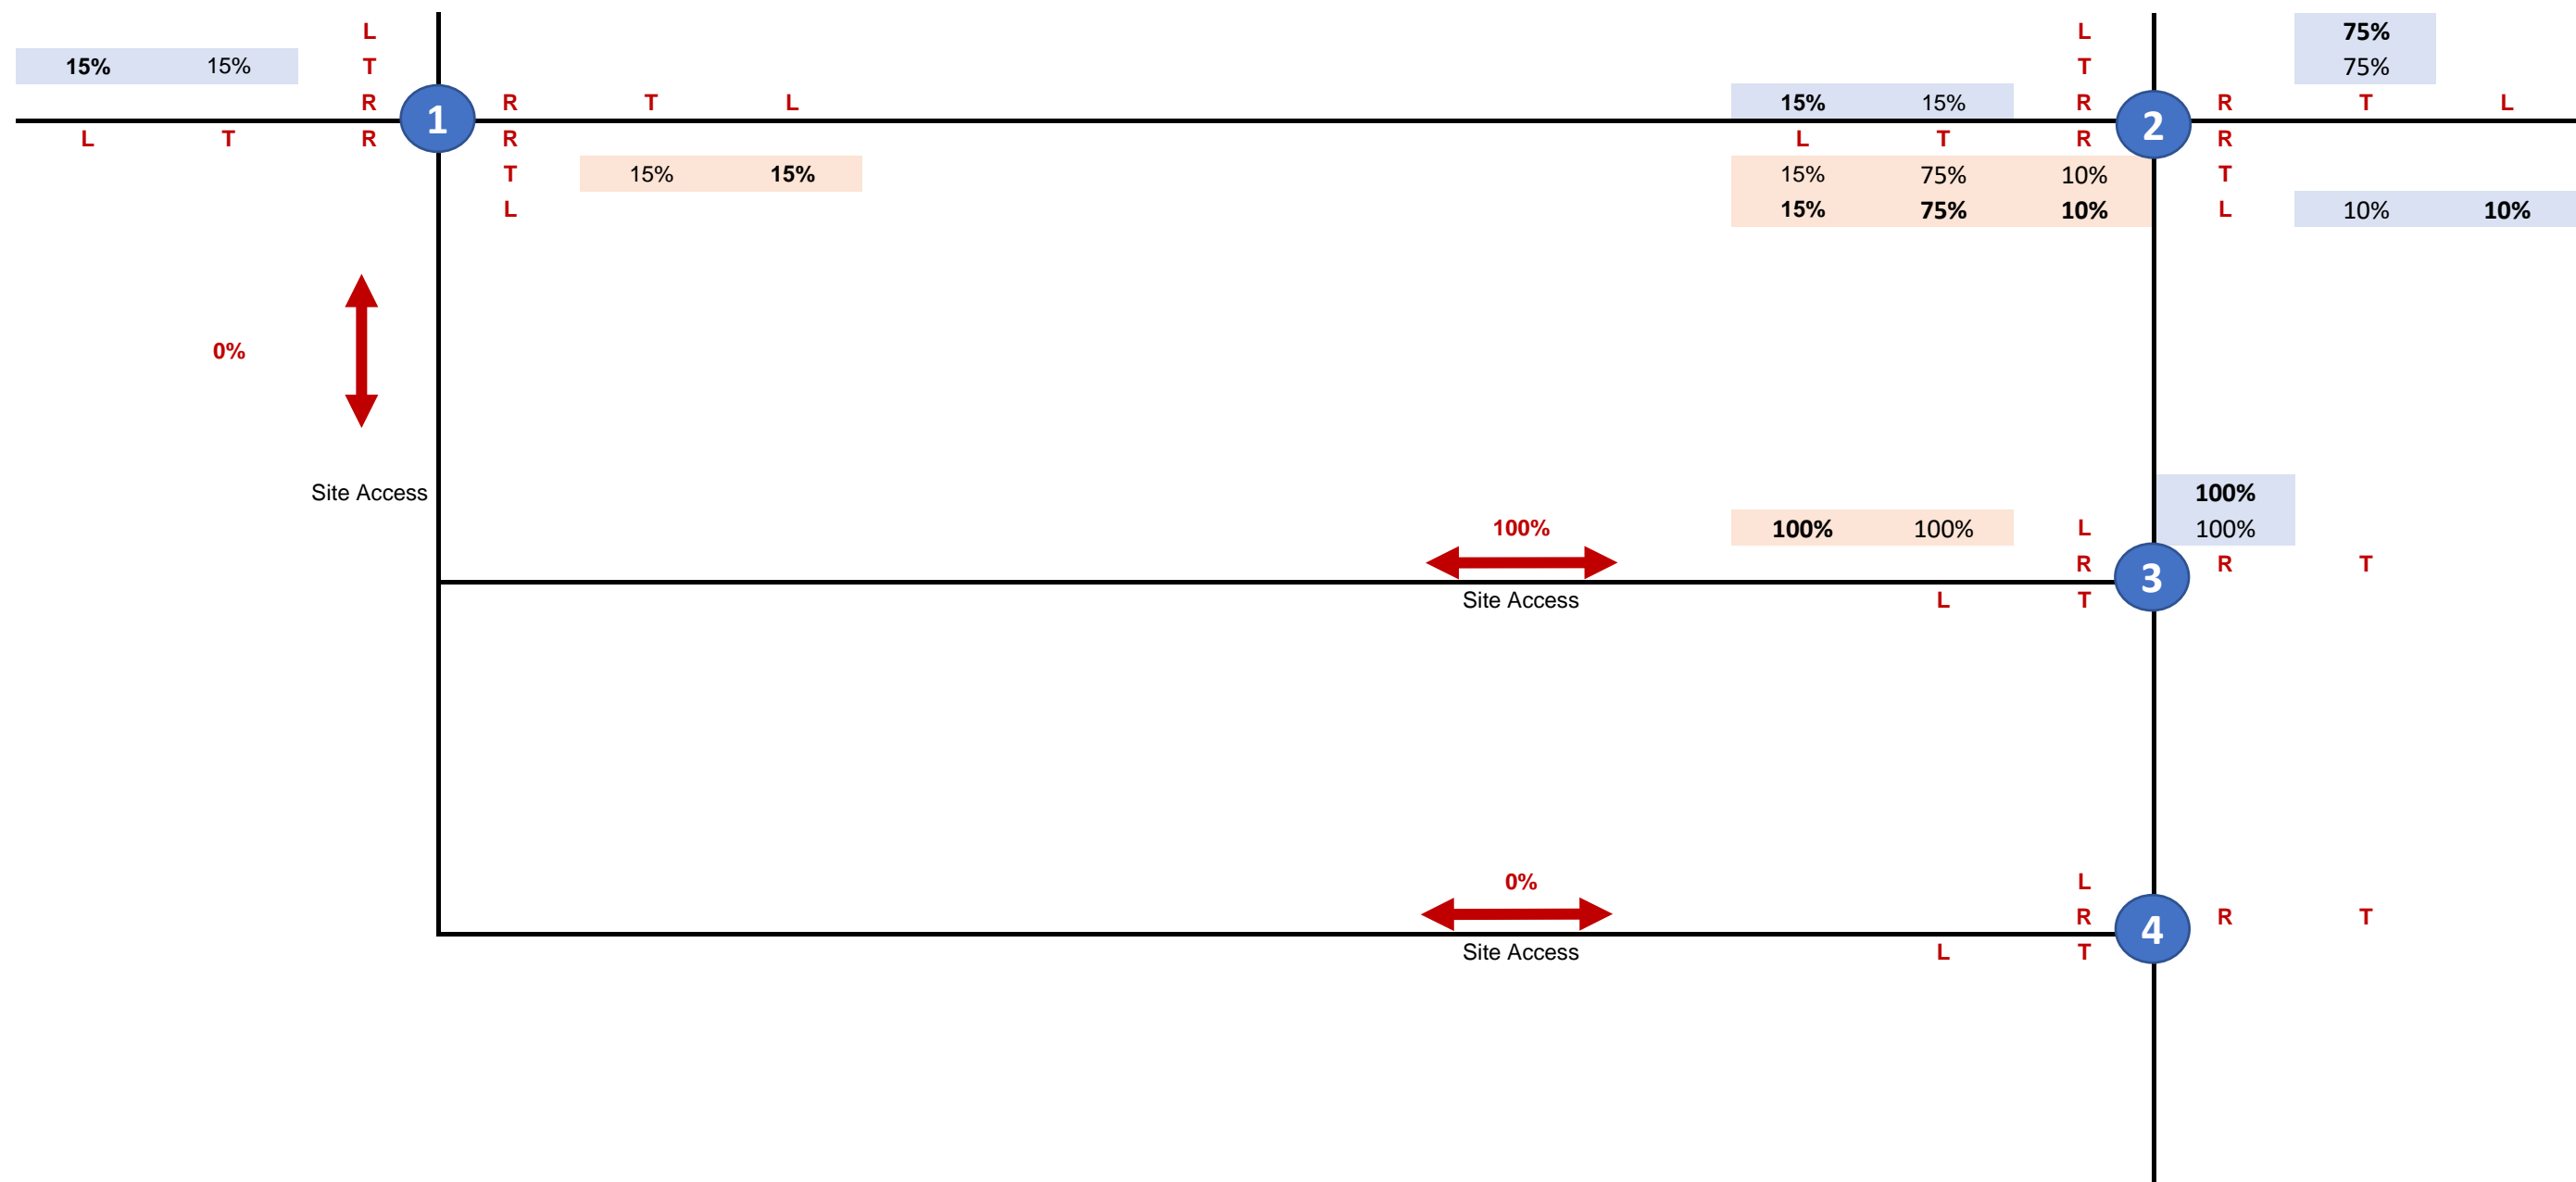 L L 75%
15% 15% T T 75%
R R T L 15% 15% R R T L
1 2
L T R R L T R R
T 15% 15% 15% 75% 10% T
L 15% 75% 10% L 10% 10%
0%
Site Access 100%
100% 100% 100% L 100%
R R T
3
Site Access L T
0% L
R R T
4
Site Access L T